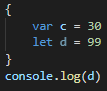 {
    var c = 30
    let d = 99
}
console.log(d)